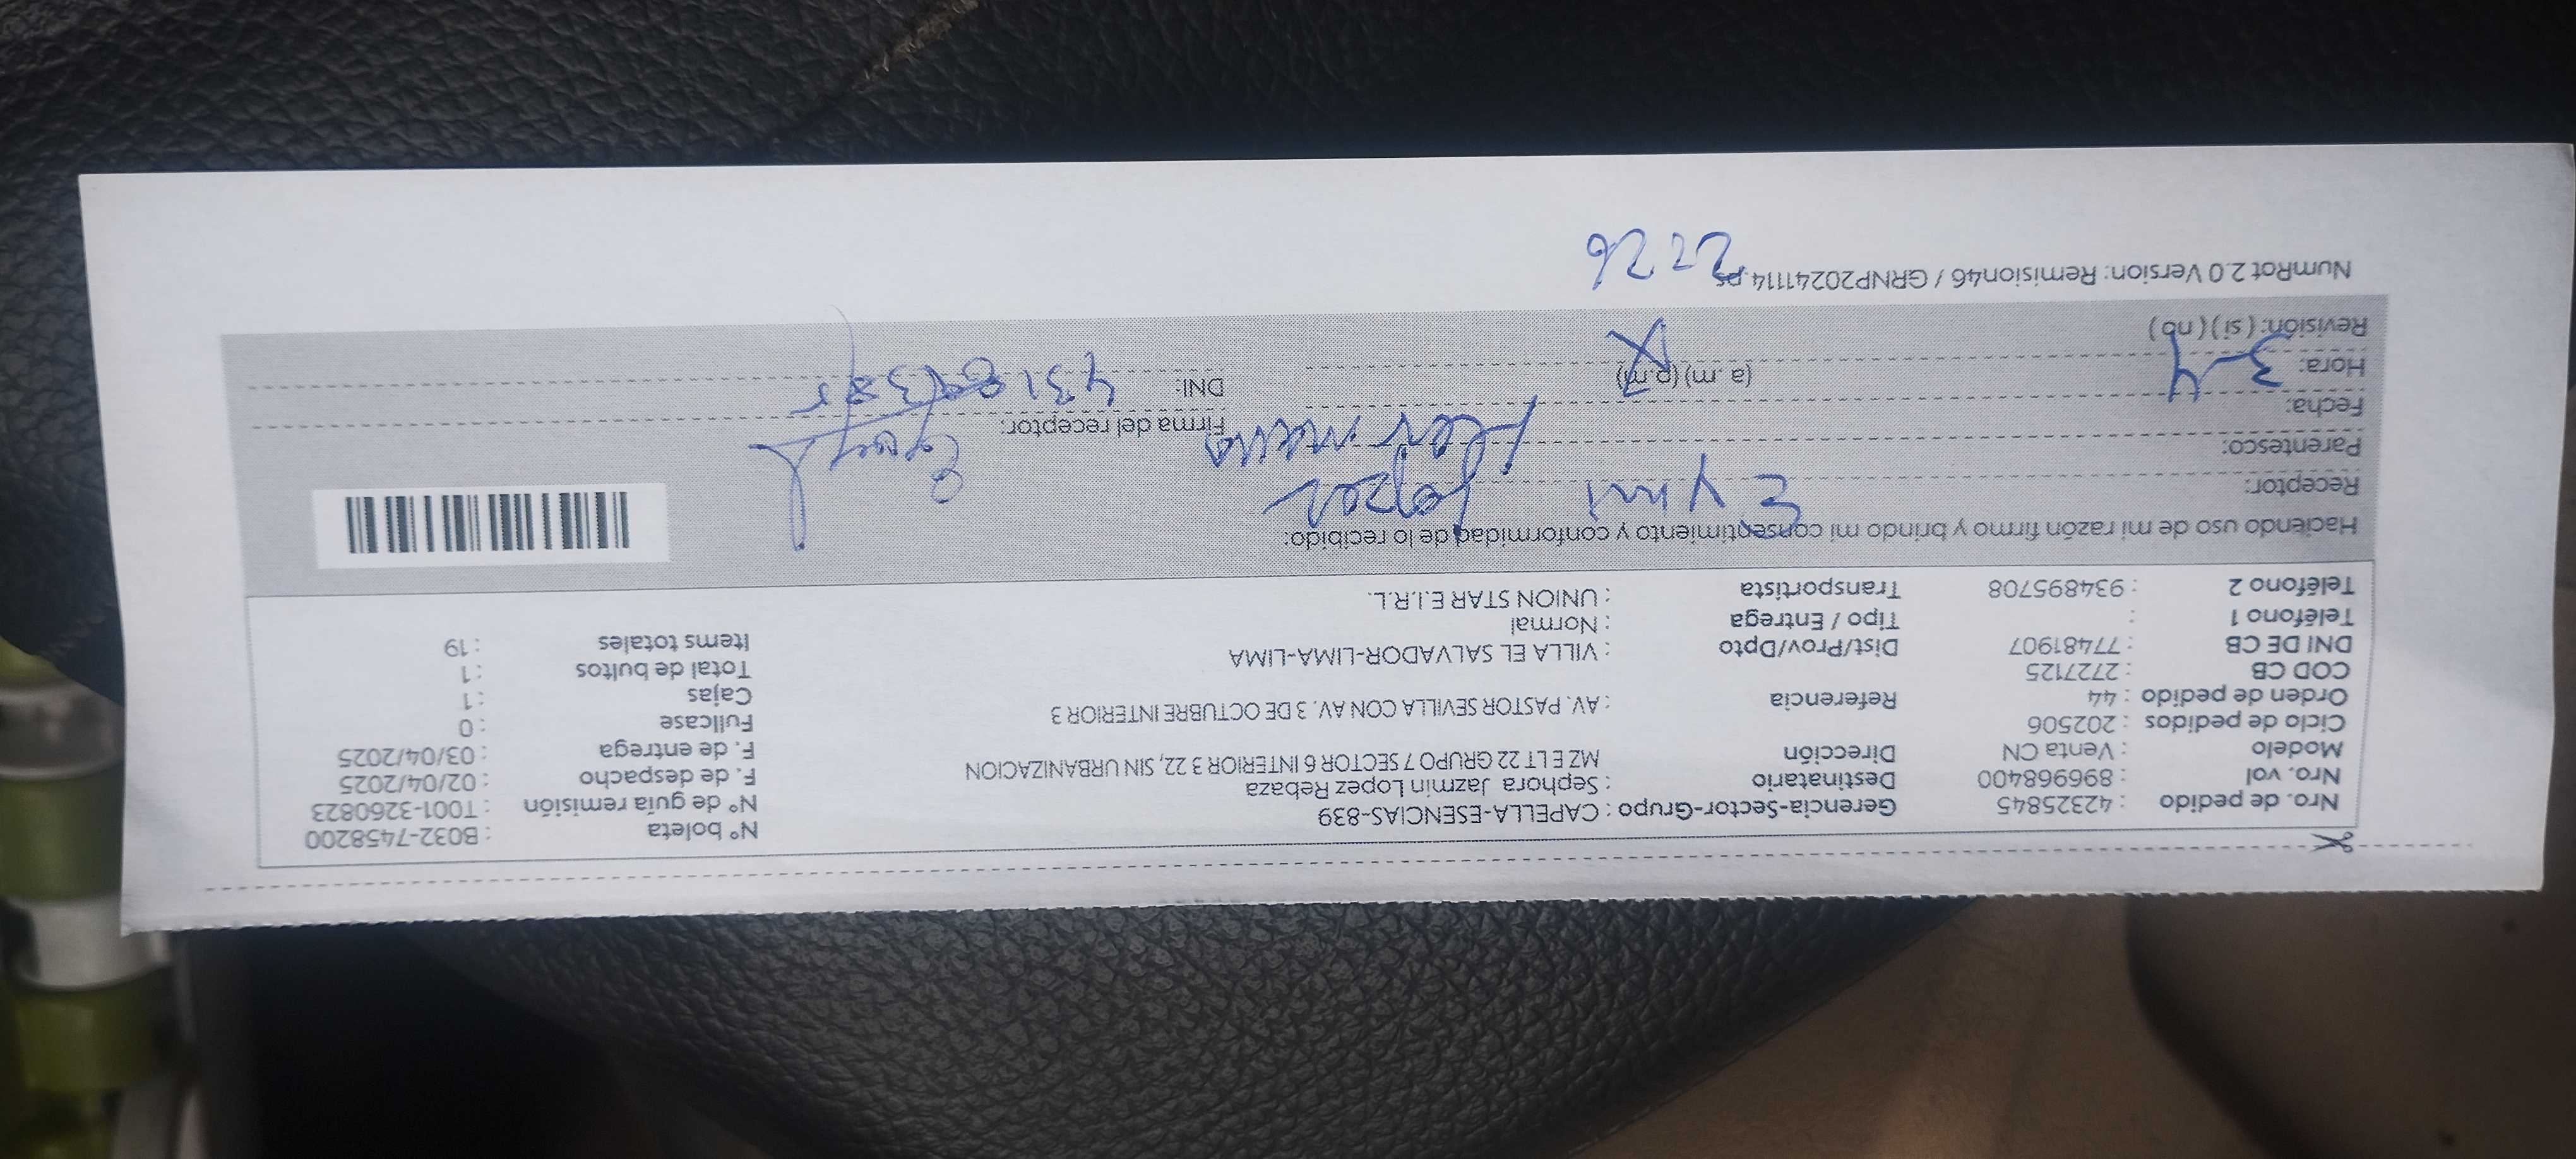 Nro. de pedido : 42325845 Gerencia-Sector-Grupo : CAPELLA-ESENCIAS-839 N° boleta : B032-7458200
Nro. vol : 896968400 Destinatario : Sephora Jazmin Lopez Rebaza N° de guía remisión : T001-3260823
Modelo : Venta CN Dirección MZ E LT 22 GRUPO 7 SECTOR 6 INTERIOR 3 22, SIN URBANIZACION F. de despacho : 02/04/2025
Ciclo de pedidos : 202506 F. de entrega : 03/04/2025
Orden de pedido : 44 Referencia : AV. PASTOR SEVILLA CON AV. 3 DE OCTUBRE INTERIOR 3 Fullcase : 0
COD CB : 2727125 Cajas : 1
DNI DE CB : 77481907 Dist/Prov/Dpto : VILLA EL SALVADOR-LIMA-LIMA Total de bultos : 1
Teléfono 1 : Tipo / Entrega : Normal Items totales : 19
Teléfono 2 : 934895708 Transportista : UNION STAR E.I.R.L.
Haciendo uso de mi razón firmo y brindo mi consentimiento y conformidad de lo recibido:
Receptor: Eymi lopez
Parentesco: Hermana
Fecha: 3-4 Firma del receptor:
Hora: (a. m) (p.m) X DNI:
Revisión: ( si ) ( no )
NumRot 2.0 Version: Remision46 / GRNP20241114.ps